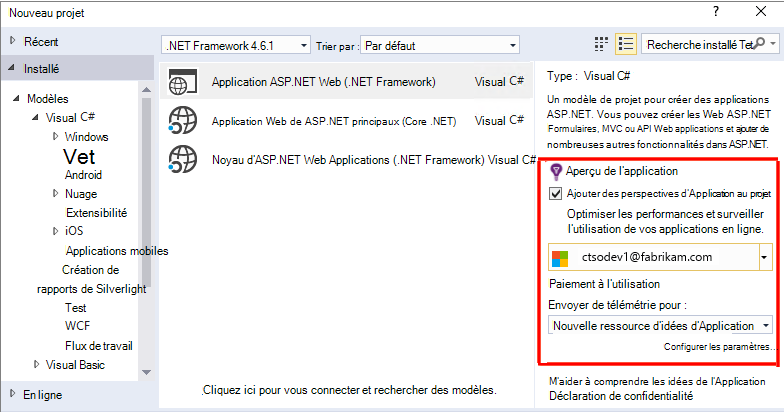 Nouveau projet
?
Récent
.NET Framework 4.6.1
Trier par :
Par défaut
Recherche installé Tet
Installé
Modèles
Visual C#
Windows
Vet
Android
Nuage
Extensibilité
iOS
Applications mobiles
Création de
rapports de Silverlight
Test
WCF
Flux de travail
Visual Basic
En ligne
Application ASP.NET Web (.NET Framework) Visual C#
Application Web de ASP.NET principaux (Core .NET) Visual C#
Noyau d'ASP.NET Web Applications (.NET Framework) Visual C#
Cliquez ici pour vous connecter et rechercher des modèles.
Type : Visual C#
Un modèle de projet pour créer des applications
ASP.NET. Vous pouvez créer les Web ASP.NET
Formulaires, MVC ou API Web applications et ajouter de
nombreuses autres fonctionnalités dans ASP.NET.
Aperçu de l'application
Ajouter des perspectives d'Application au projet
Optimiser les performances et surveiller
l'utilisation de vos applications en ligne.
ctsodev1@fabrikam.com
Paiement à l'utilisation
Envoyer de télémétrie pour :
Nouvelle ressource d'idées d'Application
Configurer les paramètres...
M'aider à comprendre les idées de l'Application
Déclaration de confidentialité